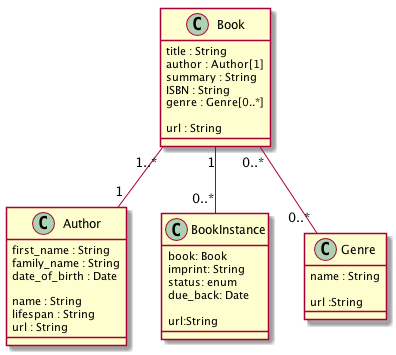 C Book
title : String
author : Author[1]
summary : String
ISBN : String
genre : Genre[0..*]
url : String
1..* 1 0..*
1 0..* 0..*
C Author
first_name : String
family_name : String
date_of_birth : Date
name : String
lifespan : String
url : String
C BookInstance
book: Book
imprint: String
status: enum
due_back: Date
url:String
C Genre
name : String
url :String